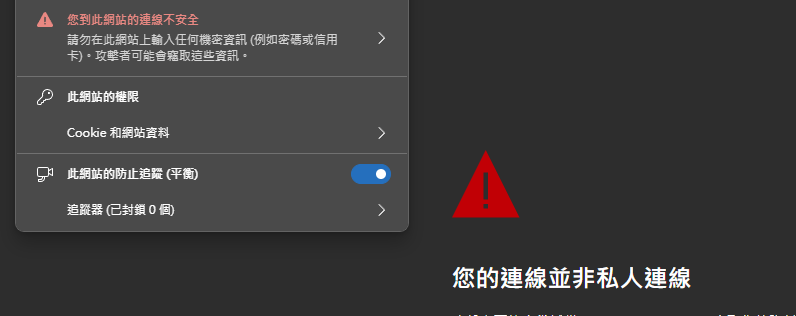 您到此網站的連線不安全
請勿在此網站上輸入任何機密資訊 (例如密碼或信用
卡)。攻擊者可能會竊取這些資訊。
此網站的權限
Cookie 和網站資料
此網站的防止追蹤 (平衡)
追蹤器 (已封鎖 0 個)
您的連線並非私人連線